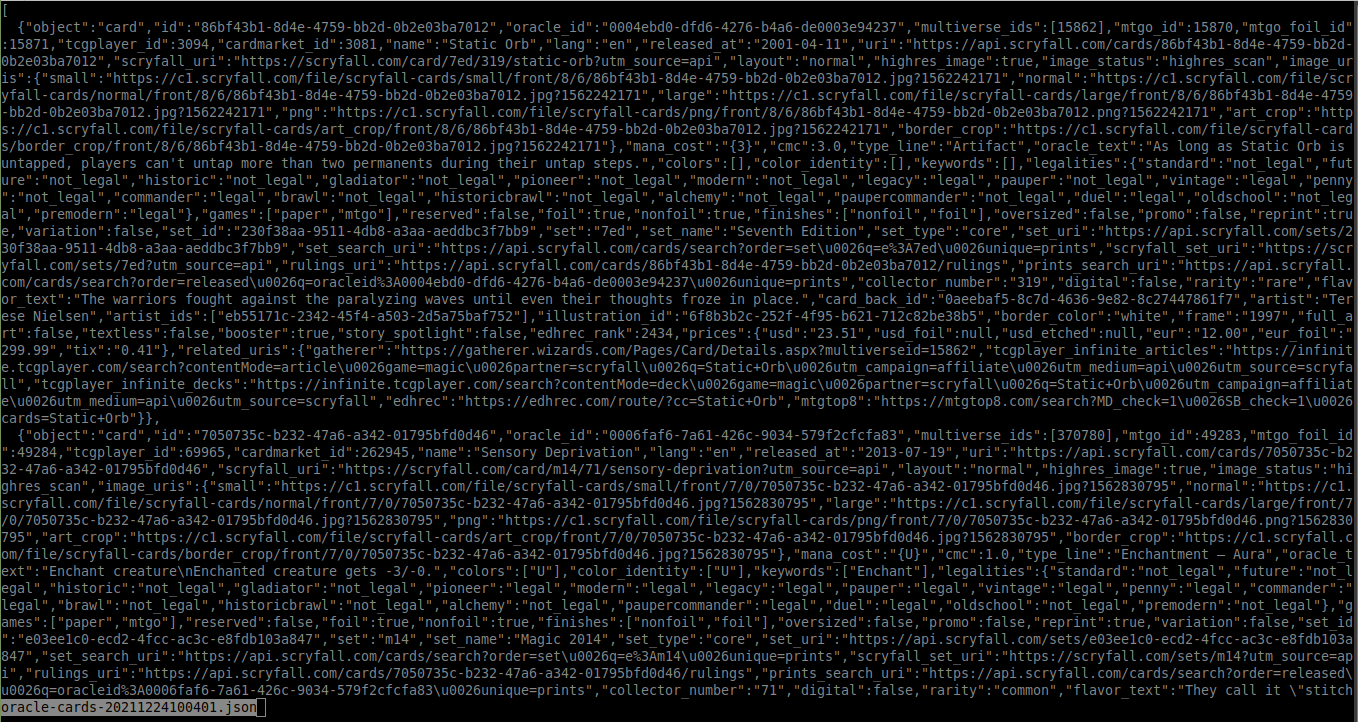 [
  {"object":"card","id":"86bf43b1-8d4e-4759-bb2d-0b2e03ba7012","oracle_id":"0004ebd0-dfd6-4276-b4a6-de0003e94237","multiverse_ids":[15862],"mtgo_id":15870,"mtgo_foil_id"
:15871,"tcgplayer_id":3094,"cardmarket_id":3081,"name":"Static Orb","lang":"en","released_at":"2001-04-11","uri":"https://api.scryfall.com/cards/86bf43b1-8d4e-4759-bb2d-
0b2e03ba7012","scryfall_uri":"https://scryfall.com/card/7ed/319/static-orb?utm_source=api","layout":"normal","highres_image":true,"image_status":"highres_scan","image_ur
is":{"small":"https://c1.scryfall.com/file/scryfall-cards/small/front/8/6/86bf43b1-8d4e-4759-bb2d-0b2e03ba7012.jpg?1562242171","normal":"https://c1.scryfall.com/file/scr
yfall-cards/normal/front/8/6/86bf43b1-8d4e-4759-bb2d-0b2e03ba7012.jpg?1562242171","large":"https://c1.scryfall.com/file/scryfall-cards/large/front/8/6/86bf43b1-8d4e-4759
-bb2d-0b2e03ba7012.jpg?1562242171","png":"https://c1.scryfall.com/file/scryfall-cards/png/front/8/6/86bf43b1-8d4e-4759-bb2d-0b2e03ba7012.png?1562242171","art_crop":"http
s://c1.scryfall.com/file/scryfall-cards/art_crop/front/8/6/86bf43b1-8d4e-4759-bb2d-0b2e03ba7012.jpg?1562242171","border_crop":"https://c1.scryfall.com/file/scryfall-card
s/border_crop/front/8/6/86bf43b1-8d4e-4759-bb2d-0b2e03ba7012.jpg?1562242171"},"mana_cost":"{3}","cmc":3.0,"type_line":"Artifact","oracle_text":"As long as Static Orb is
untapped, players can't untap more than two permanents during their untap steps.","colors":[],"color_identity":[],"keywords":[],"legalities":{"standard":"not_legal","fut
ure":"not_legal","historic":"not_legal","gladiator":"not_legal","pioneer":"not_legal","modern":"not_legal","legacy":"legal","pauper":"not_legal","vintage":"legal","penny
":"not_legal","commander":"legal","brawl":"not_legal","historicbrawl":"not_legal","alchemy":"not_legal","paupercommander":"not_legal","duel":"legal","oldschool":"not_leg
al","premodern":"legal"},"games":["paper","mtgo"],"reserved":false,"foil":true,"nonfoil":true,"finishes":["nonfoil","foil"],"oversized":false,"promo":false,"reprint":tru
e,"variation":false,"set_id":"230f38aa-9511-4db8-a3aa-aeddbc3f7bb9","set":"7ed","set_name":"Seventh Edition","set_type":"core","set_uri":"https://api.scryfall.com/sets/2
30f38aa-9511-4db8-a3aa-aeddbc3f7bb9","set_search_uri":"https://api.scryfall.com/cards/search?order=set\u0026q=e%3A7ed\u0026unique=prints","scryfall_set_uri":"https://scr
yfall.com/sets/7ed?utm_source=api","rulings_uri":"https://api.scryfall.com/cards/86bf43b1-8d4e-4759-bb2d-0b2e03ba7012/rulings","prints_search_uri":"https://api.scryfall.
com/cards/search?order=released\u0026q=oracleid%3A0004ebd0-dfd6-4276-b4a6-de0003e94237\u0026unique=prints","collector_number":"319","digital":false,"rarity":"rare","flav
or_text":"The warriors fought against the paralyzing waves until even their thoughts froze in place.","card_back_id":"0aeebaf5-8c7d-4636-9e82-8c27447861f7","artist":"Ter
ese Nielsen","artist_ids":["eb55171c-2342-45f4-a503-2d5a75baf752"],"illustration_id":"6f8b3b2c-252f-4f95-b621-712c82be38b5","border_color":"white","frame":"1997","full_a
rt":false,"textless":false,"booster":true,"story_spotlight":false,"edhrec_rank":2434,"prices":{"usd":"23.51","usd_foil":null,"usd_etched":null,"eur":"12.00","eur_foil":"
299.99","tix":"0.41"},"related_uris":{"gatherer":"https://gatherer.wizards.com/Pages/Card/Details.aspx?multiverseid=15862","tcgplayer_infinite_articles":"https://infinit
e.tcgplayer.com/search?contentMode=article\u0026game=magic\u0026partner=scryfall\u0026q=Static+Orb\u0026utm_campaign=affiliate\u0026utm_medium=api\u0026utm_source=scryfa
ll","tcgplayer_infinite_decks":"https://infinite.tcgplayer.com/search?contentMode=deck\u0026game=magic\u0026partner=scryfall\u0026q=Static+Orb\u0026utm_campaign=affiliat
e\u0026utm_medium=api\u0026utm_source=scryfall","edhrec":"https://edhrec.com/route/?cc=Static+Orb","mtgtop8":"https://mtgtop8.com/search?MD_check=1\u0026SB_check=1\u0026
cards=Static+Orb"}},
  {"object":"card","id":"7050735c-b232-47a6-a342-01795bfd0d46","oracle_id":"0006faf6-7a61-426c-9034-579f2cfcfa83","multiverse_ids":[370780],"mtgo_id":49283,"mtgo_foil_id
":49284,"tcgplayer_id":69965,"cardmarket_id":262945,"name":"Sensory Deprivation","lang":"en","released_at":"2013-07-19","uri":"https://api.scryfall.com/cards/7050735c-b2
32-47a6-a342-01795bfd0d46","scryfall_uri":"https://scryfall.com/card/m14/71/sensory-deprivation?utm_source=api","layout":"normal","highres_image":true,"image_status":"hi
ghres_scan","image_uris":{"small":"https://c1.scryfall.com/file/scryfall-cards/small/front/7/0/7050735c-b232-47a6-a342-01795bfd0d46.jpg?1562830795","normal":"https://c1.
scryfall.com/file/scryfall-cards/normal/front/7/0/7050735c-b232-47a6-a342-01795bfd0d46.jpg?1562830795","large":"https://c1.scryfall.com/file/scryfall-cards/large/front/7
/0/7050735c-b232-47a6-a342-01795bfd0d46.jpg?1562830795","png":"https://c1.scryfall.com/file/scryfall-cards/png/front/7/0/7050735c-b232-47a6-a342-01795bfd0d46.png?1562830
795","art_crop":"https://c1.scryfall.com/file/scryfall-cards/art_crop/front/7/0/7050735c-b232-47a6-a342-01795bfd0d46.jpg?1562830795","border_crop":"https://c1.scryfall.c
om/file/scryfall-cards/border_crop/front/7/0/7050735c-b232-47a6-a342-01795bfd0d46.jpg?1562830795"},"mana_cost":"{U}","cmc":1.0,"type_line":"Enchantment — Aura","oracle_t
ext":"Enchant creature\nEnchanted creature gets -3/-0.","colors":["U"],"color_identity":["U"],"keywords":["Enchant"],"legalities":{"standard":"not_legal","future":"not_l
egal","historic":"not_legal","gladiator":"not_legal","pioneer":"legal","modern":"legal","legacy":"legal","pauper":"legal","vintage":"legal","penny":"legal","commander":"
legal","brawl":"not_legal","historicbrawl":"not_legal","alchemy":"not_legal","paupercommander":"legal","duel":"legal","oldschool":"not_legal","premodern":"not_legal"},"g
ames":["paper","mtgo"],"reserved":false,"foil":true,"nonfoil":true,"finishes":["nonfoil","foil"],"oversized":false,"promo":false,"reprint":true,"variation":false,"set_id
":"e03ee1c0-ecd2-4fcc-ac3c-e8fdb103a847","set":"m14","set_name":"Magic 2014","set_type":"core","set_uri":"https://api.scryfall.com/sets/e03ee1c0-ecd2-4fcc-ac3c-e8fdb103a
847","set_search_uri":"https://api.scryfall.com/cards/search?order=set\u0026q=e%3Am14\u0026unique=prints","scryfall_set_uri":"https://scryfall.com/sets/m14?utm_source=ap
i","rulings_uri":"https://api.scryfall.com/cards/7050735c-b232-47a6-a342-01795bfd0d46/rulings","prints_search_uri":"https://api.scryfall.com/cards/search?order=released\
u0026q=oracleid%3A0006faf6-7a61-426c-9034-579f2cfcfa83\u0026unique=prints","collector_number":"71","digital":false,"rarity":"common","flavor_text":"They call it \"stitch
oracle-cards-20211224100401.json